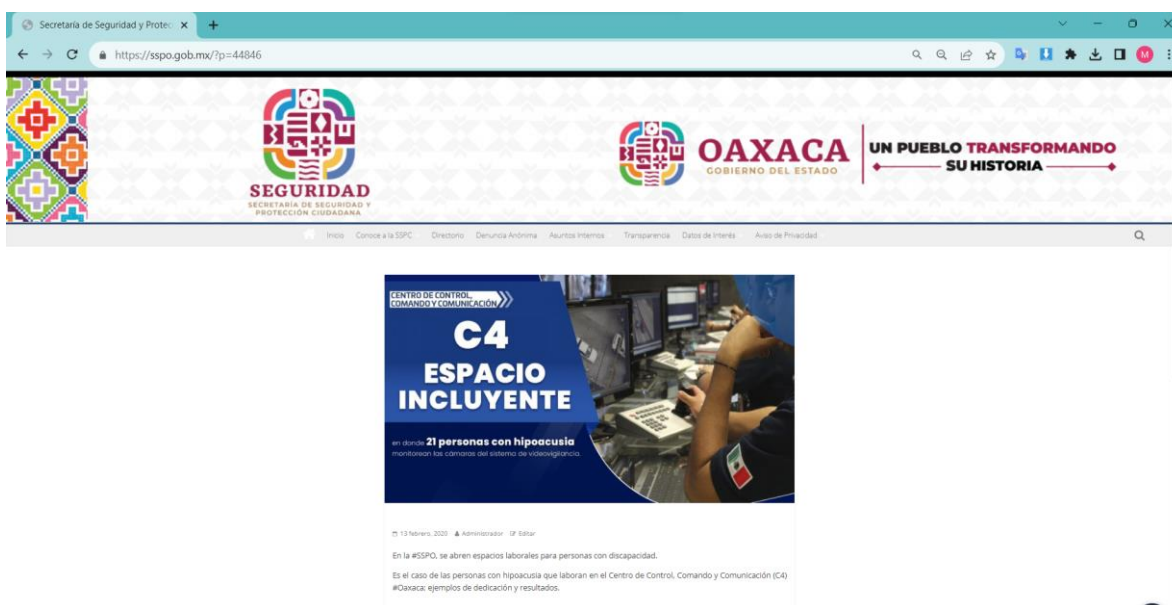 Secretaría de Seguridad y Protec
https://sspo.gob.mx/?p=44846
M
SEGURIDAD
SECRETARÍA DE SEGURIDAD Y
PROTECCIÓN CIUDADANA
OAXACA
GOBIERNO DEL ESTADO
UN PUEBLO TRANSFORMANDO
SU HISTORIA
Inicio Conoce a la SSPC Directorio Denuncia Anónima Asuntos Internos Transparencia Datos de Interés Aviso de Privacidad
CENTRO DE CONTROL,
COMANDO Y COMUNICACIÓN
C4
ESPACIO
INCLUYENTE
en donde 21 personas con hipoacusia
monitorean las cámaras del sistema de videovigilancia.
13 febrero, 2020 Administrador Editar
En la #SSPO, se abren espacios laborales para personas con discapacidad.
Es el caso de las personas con hipoacusia que laboran en el Centro de Control, Comando y Comunicación (C4)
#Oaxaca: ejemplos de dedicación y resultados.